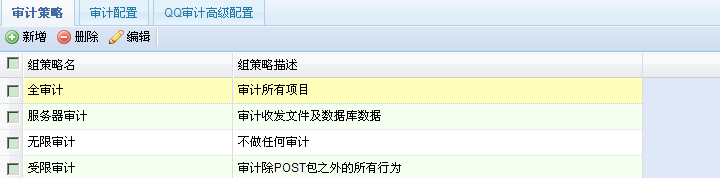 审计策略 审计配置 QQ审计高级配置
新增 删除 编辑
组策略名 组策略描述
全审计 审计所有项目
服务器审计 审计收发文件及数据库数据
无限审计 不做任何审计
受限审计 审计除POST包之外的所有行为